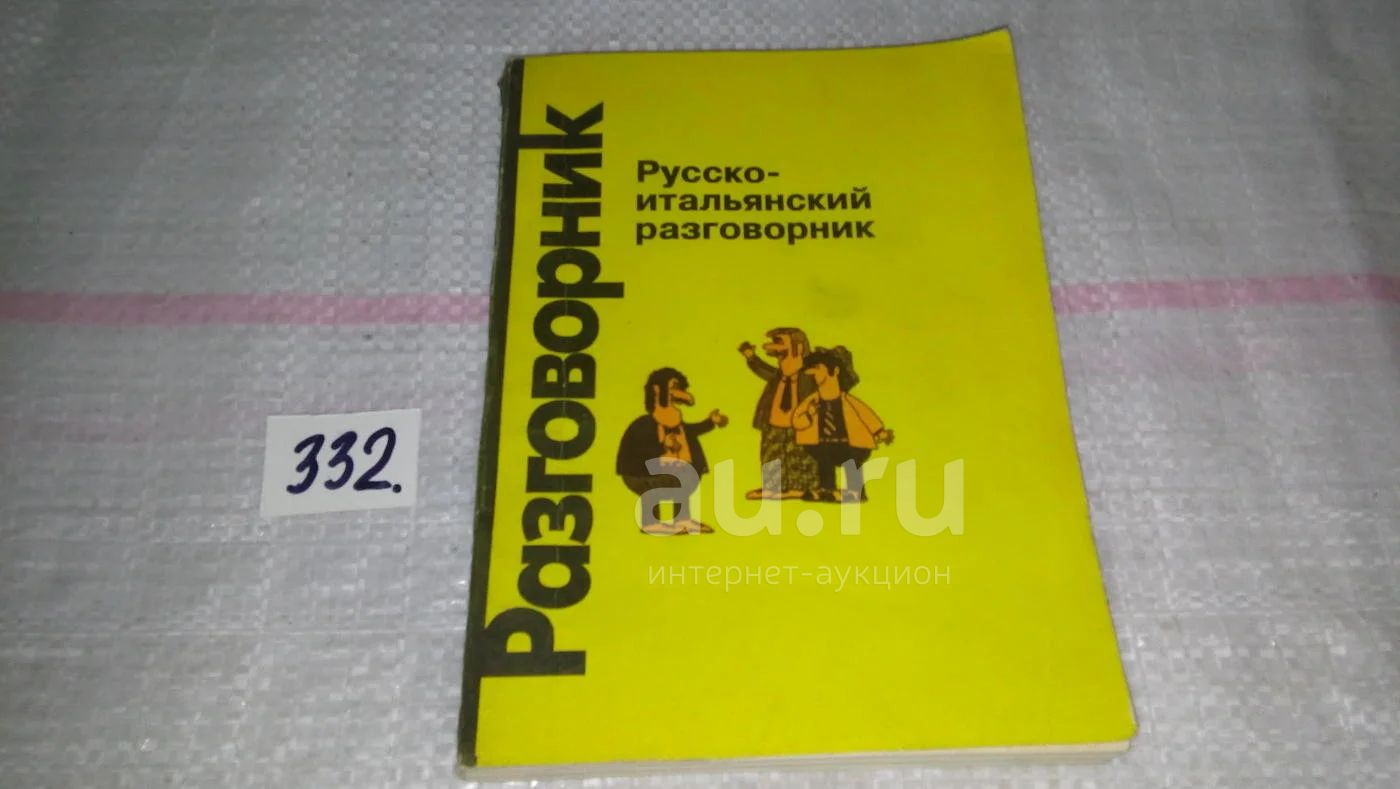 Разговорник
Русско-
итальянский
разговорник
332.
au.ru
интернет-аукцион